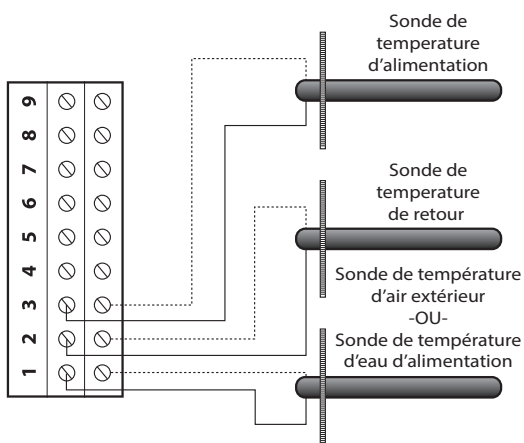 Sonde de
temperature
d'alimentation
9
8
7
6
5
4
3
2
1
Sonde de
temperature
de retour
Sonde de température
d'air extérieur
-OU-
Sonde de température
d'eau d'alimentation